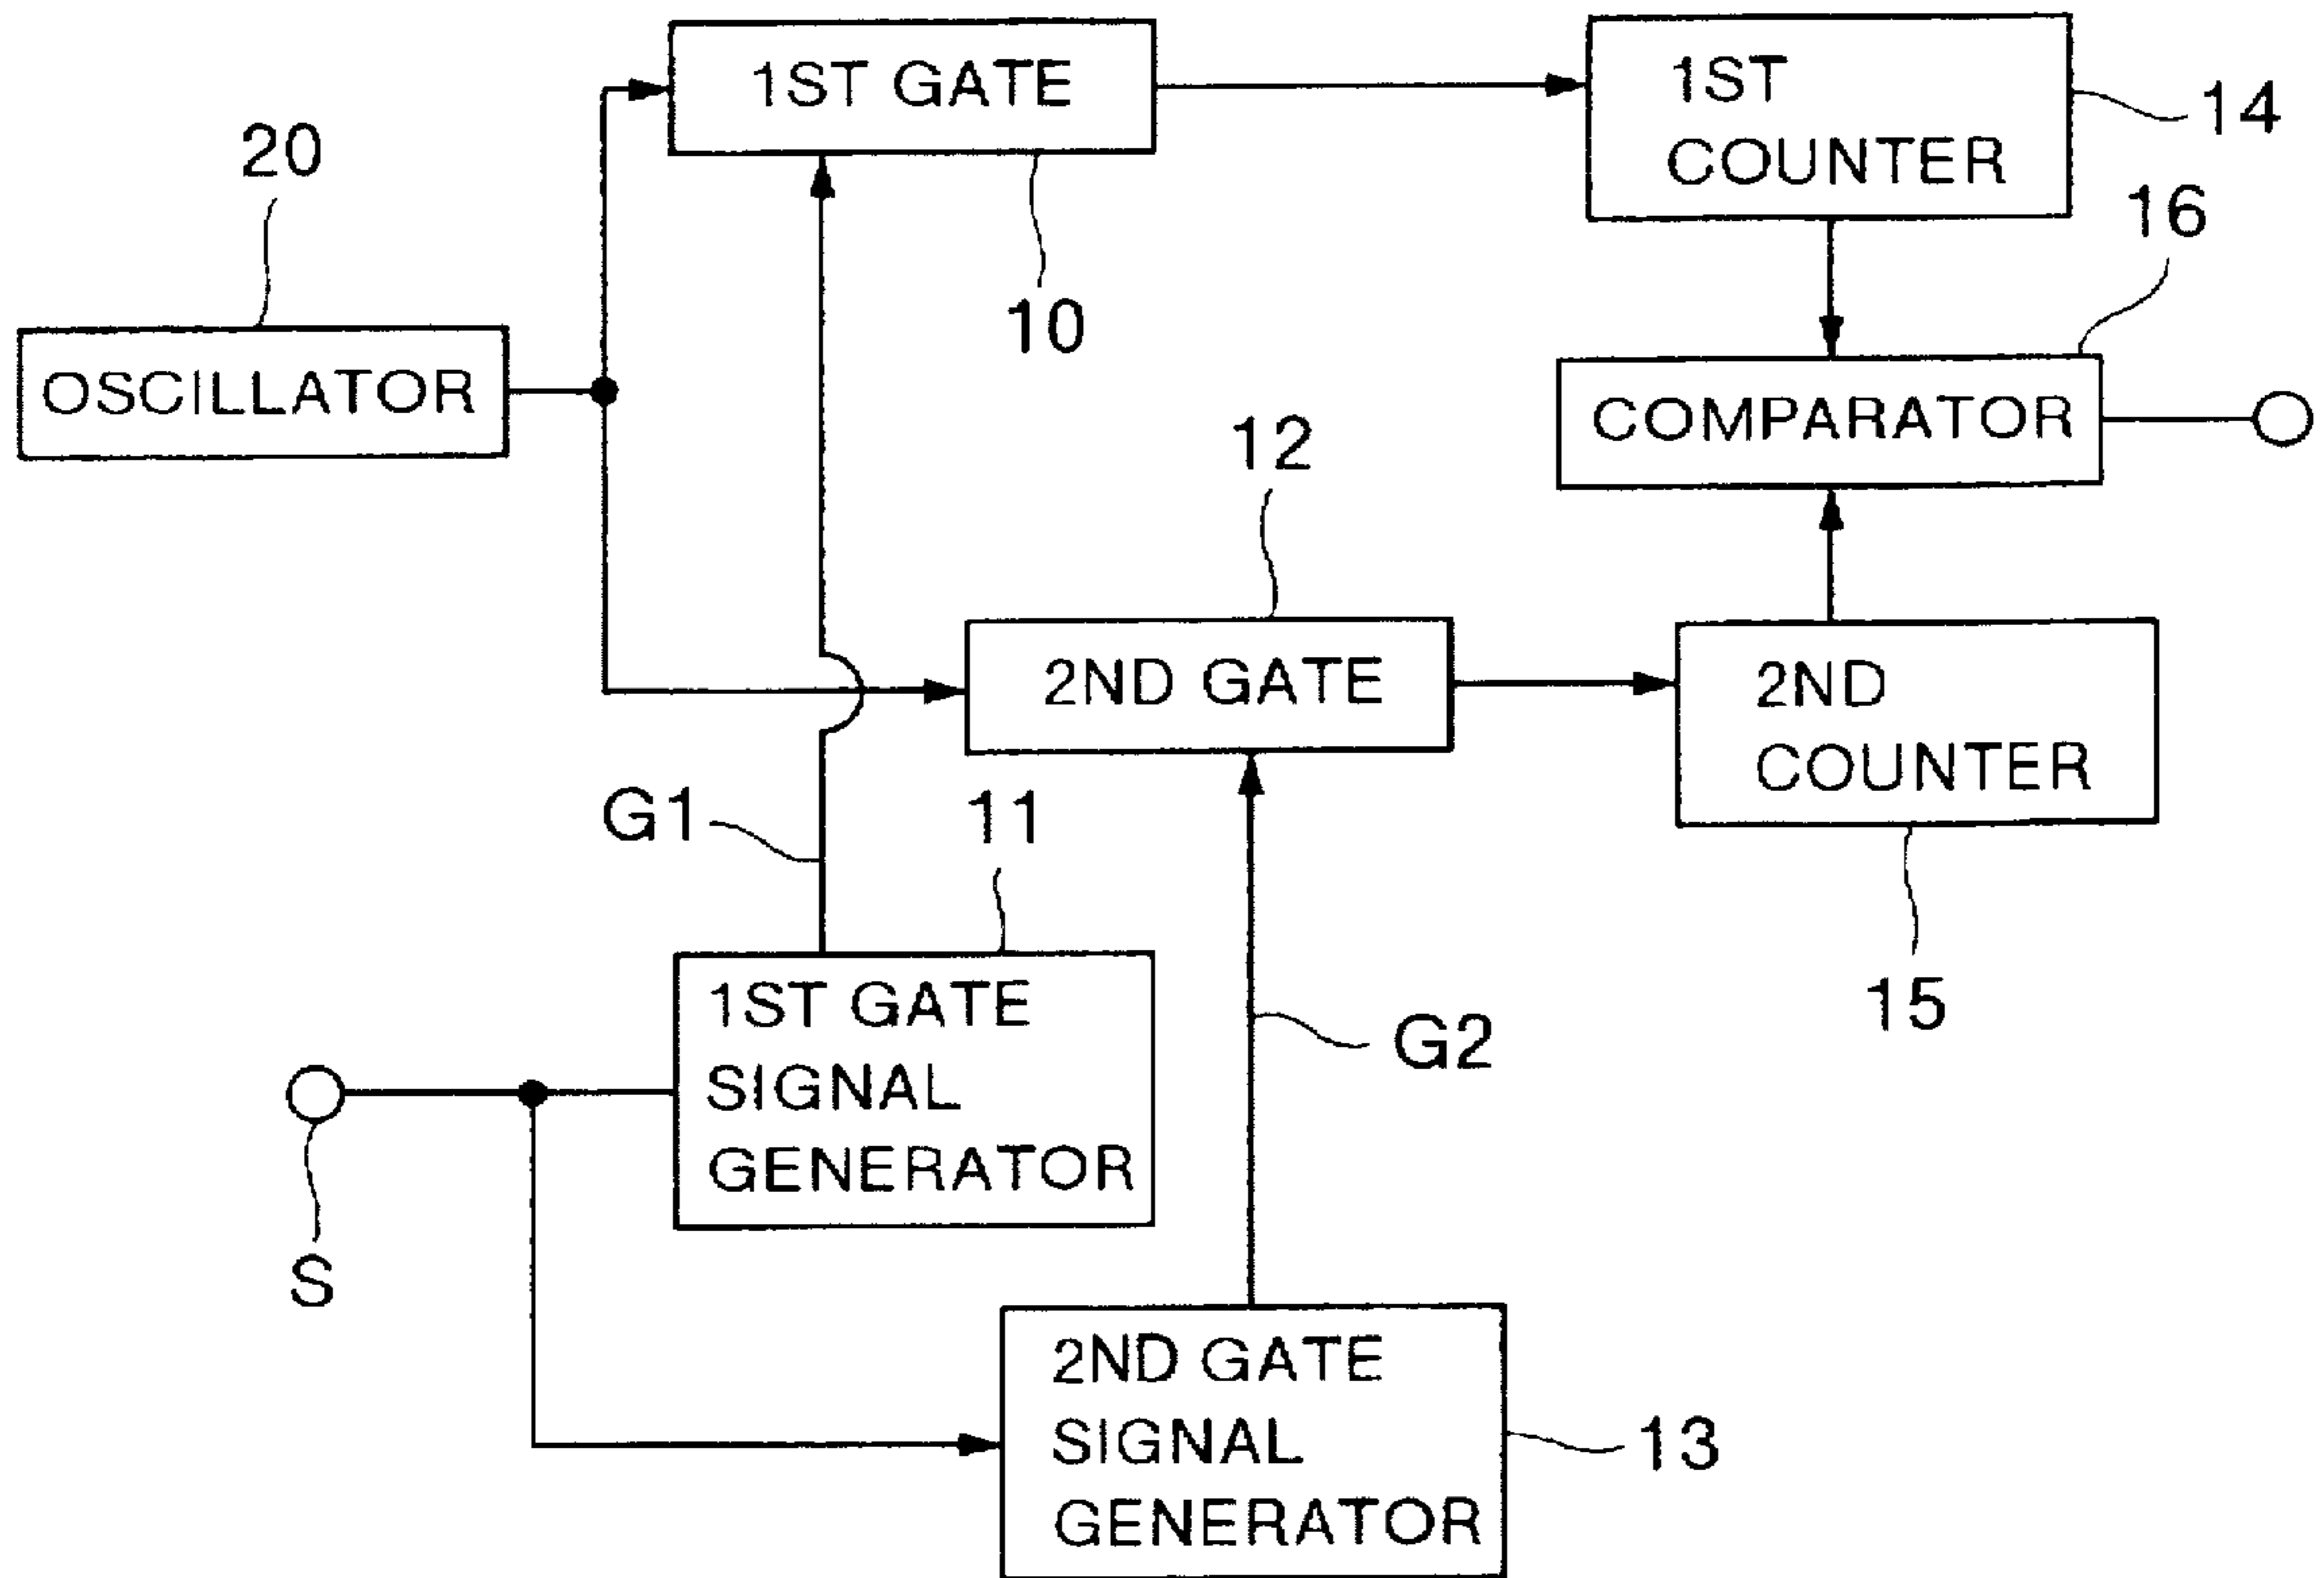 1ST GATE
1ST
COUNTER
14
20
16
10
OSCILLATOR
COMPARATOR
12
2ND GATE
2ND
COUNTER
G1
11
15
1ST GATE
SIGNAL
GENERATOR
G2
S
2ND GATE
SIGNAL
GENERATOR
13